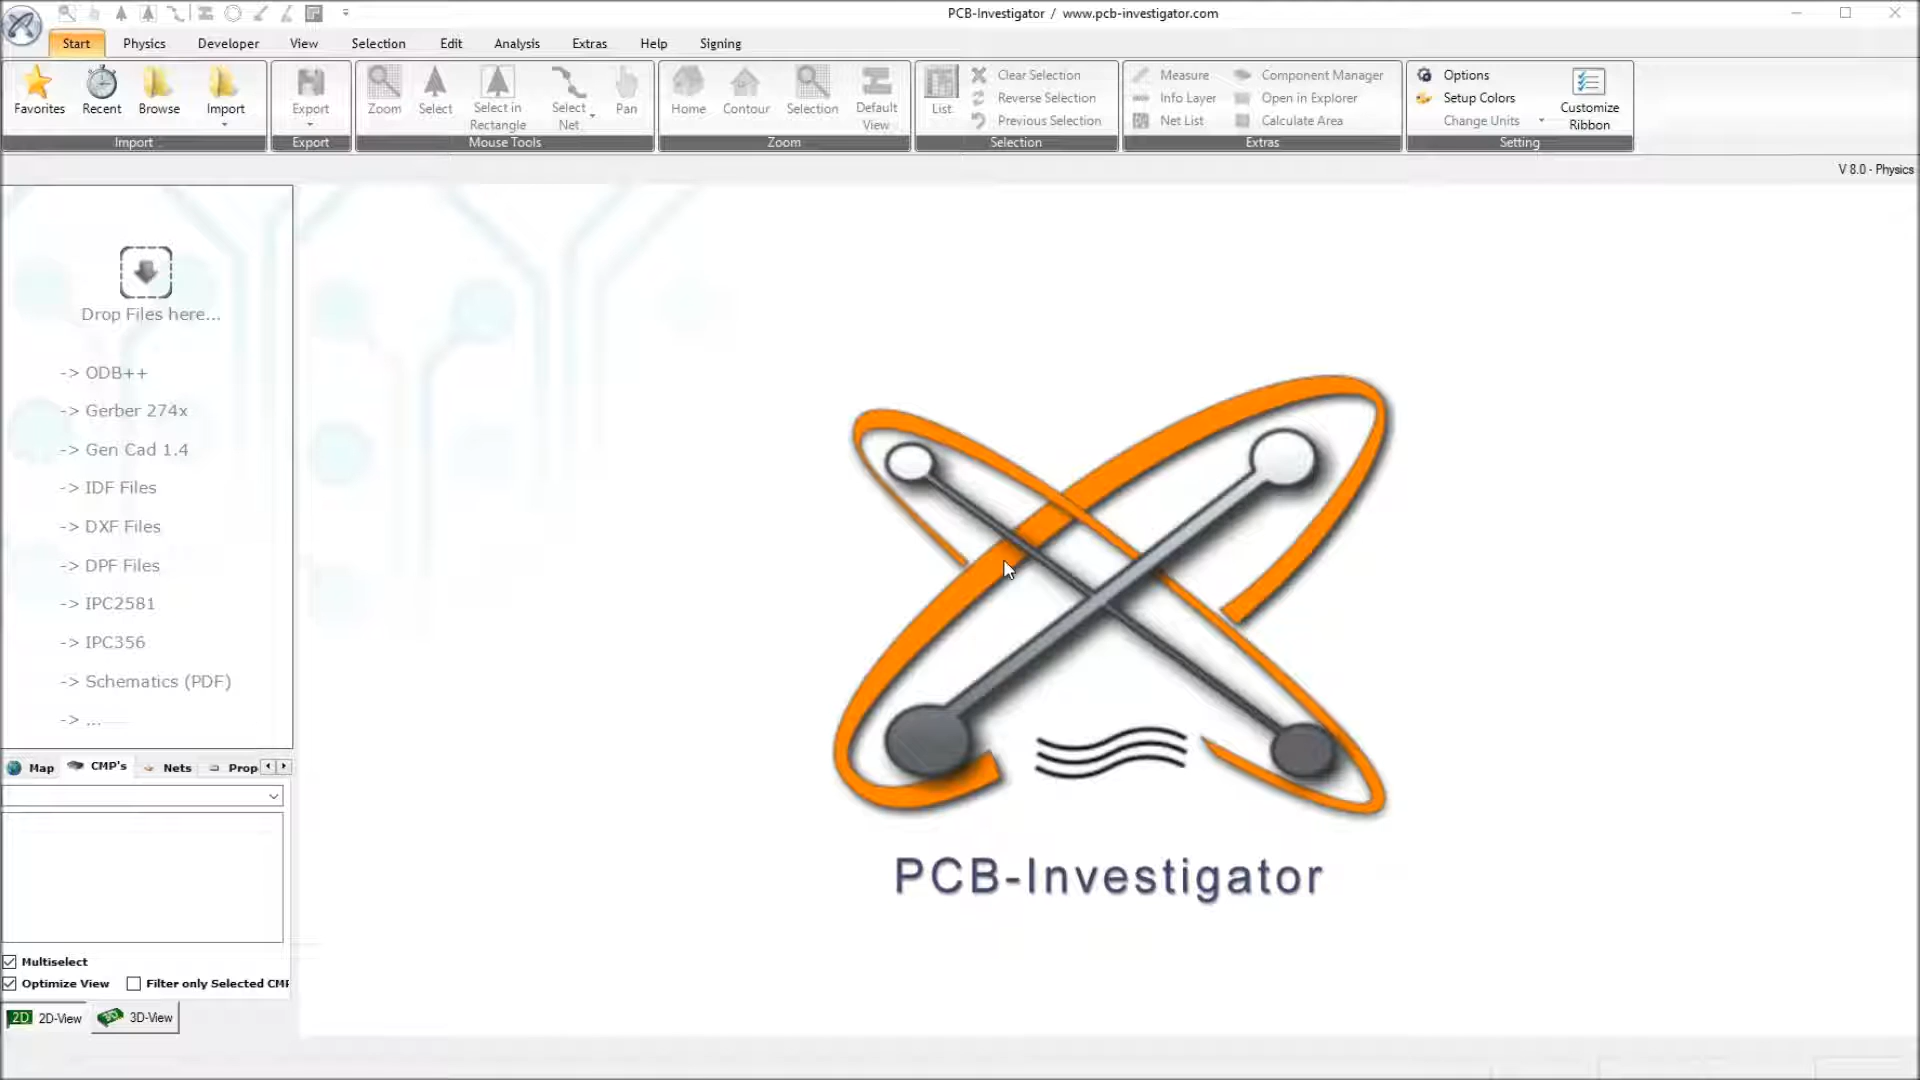 PCB-Investigator / www.pcb-investigator.com
Start Physics Developer View Selection Edit Analysis Extras Help Signing
Favorites Recent Browse Import
Import
Export
Export
Zoom Select Select in Rectangle Select Net Pan
Mouse Tools
Home Contour Selection Default View
Zoom
List
Clear Selection
Reverse Selection
Previous Selection
Selection
Measure Component Manager
Info Layer Open in Explorer
Net List Calculate Area
Extras
Options
Setup Colors
Change Units
Customize Ribbon
Setting
V 8.0 - Physics
Drop Files here...
-> ODB++
-> Gerber 274x
-> Gen Cad 1.4
-> IDF Files
-> DXF Files
-> DPF Files
-> IPC2581
-> IPC356
-> Schematics (PDF)
-> ...
Map CMP's Nets Prop
Multiselect
Optimize View Filter only Selected CMP
2D 2D-View 3D-View
PCB-Investigator